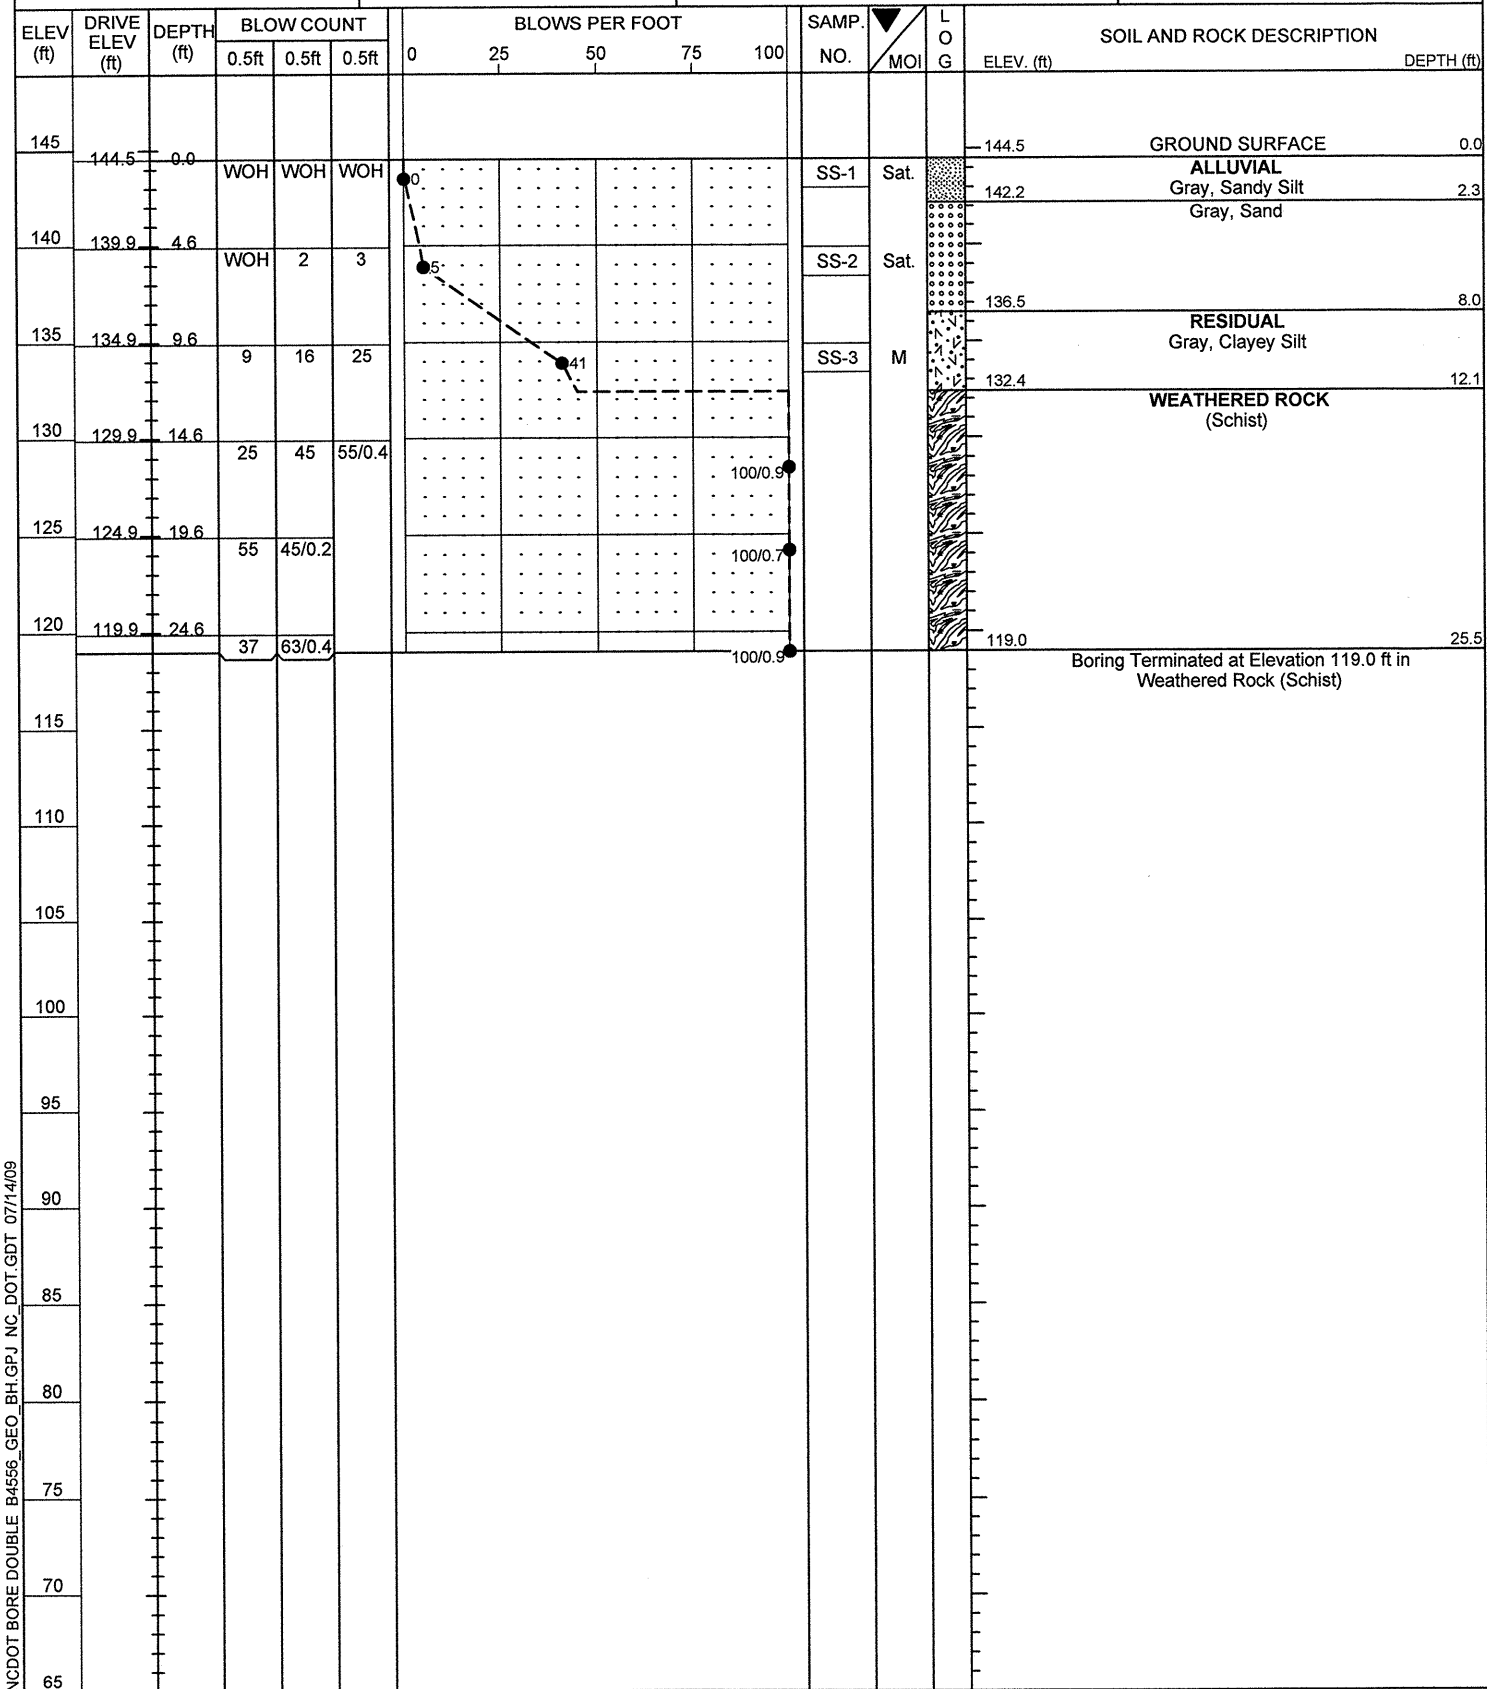 ELEV (ft) DRIVE ELEV (ft) DEPTH (ft) BLOW COUNT BLOWS PER FOOT SAMP. NO. MOI LOG SOIL AND ROCK DESCRIPTION
0.5ft 0.5ft 0.5ft 0 25 50 75 100 ELEV. (ft) DEPTH (ft)
145
144.5 0.0 144.5 GROUND SURFACE 0.0
WOH WOH WOH 0 SS-1 Sat. ALLUVIAL
Gray, Sandy Silt
142.2 2.3
Gray, Sand
140 139.9 4.6
WOH 2 3 5 SS-2 Sat.
136.5 8.0
RESIDUAL
Gray, Clayey Silt
135 134.9 9.6
9 16 25 41 SS-3 M
132.4 12.1
WEATHERED ROCK
(Schist)
130 129.9 14.6
25 45 55/0.4
100/0.9
125 124.9 19.6
55 45/0.2 100/0.7
120 119.9 24.6
37 63/0.4 100/0.9
119.0 25.5
Boring Terminated at Elevation 119.0 ft in
Weathered Rock (Schist)
115
110
105
100
95
90
85
80
75
70
65
NCDOT BORE DOUBLE B4556_GEO_BH.GPJ NC_DOT.GDT 07/14/09